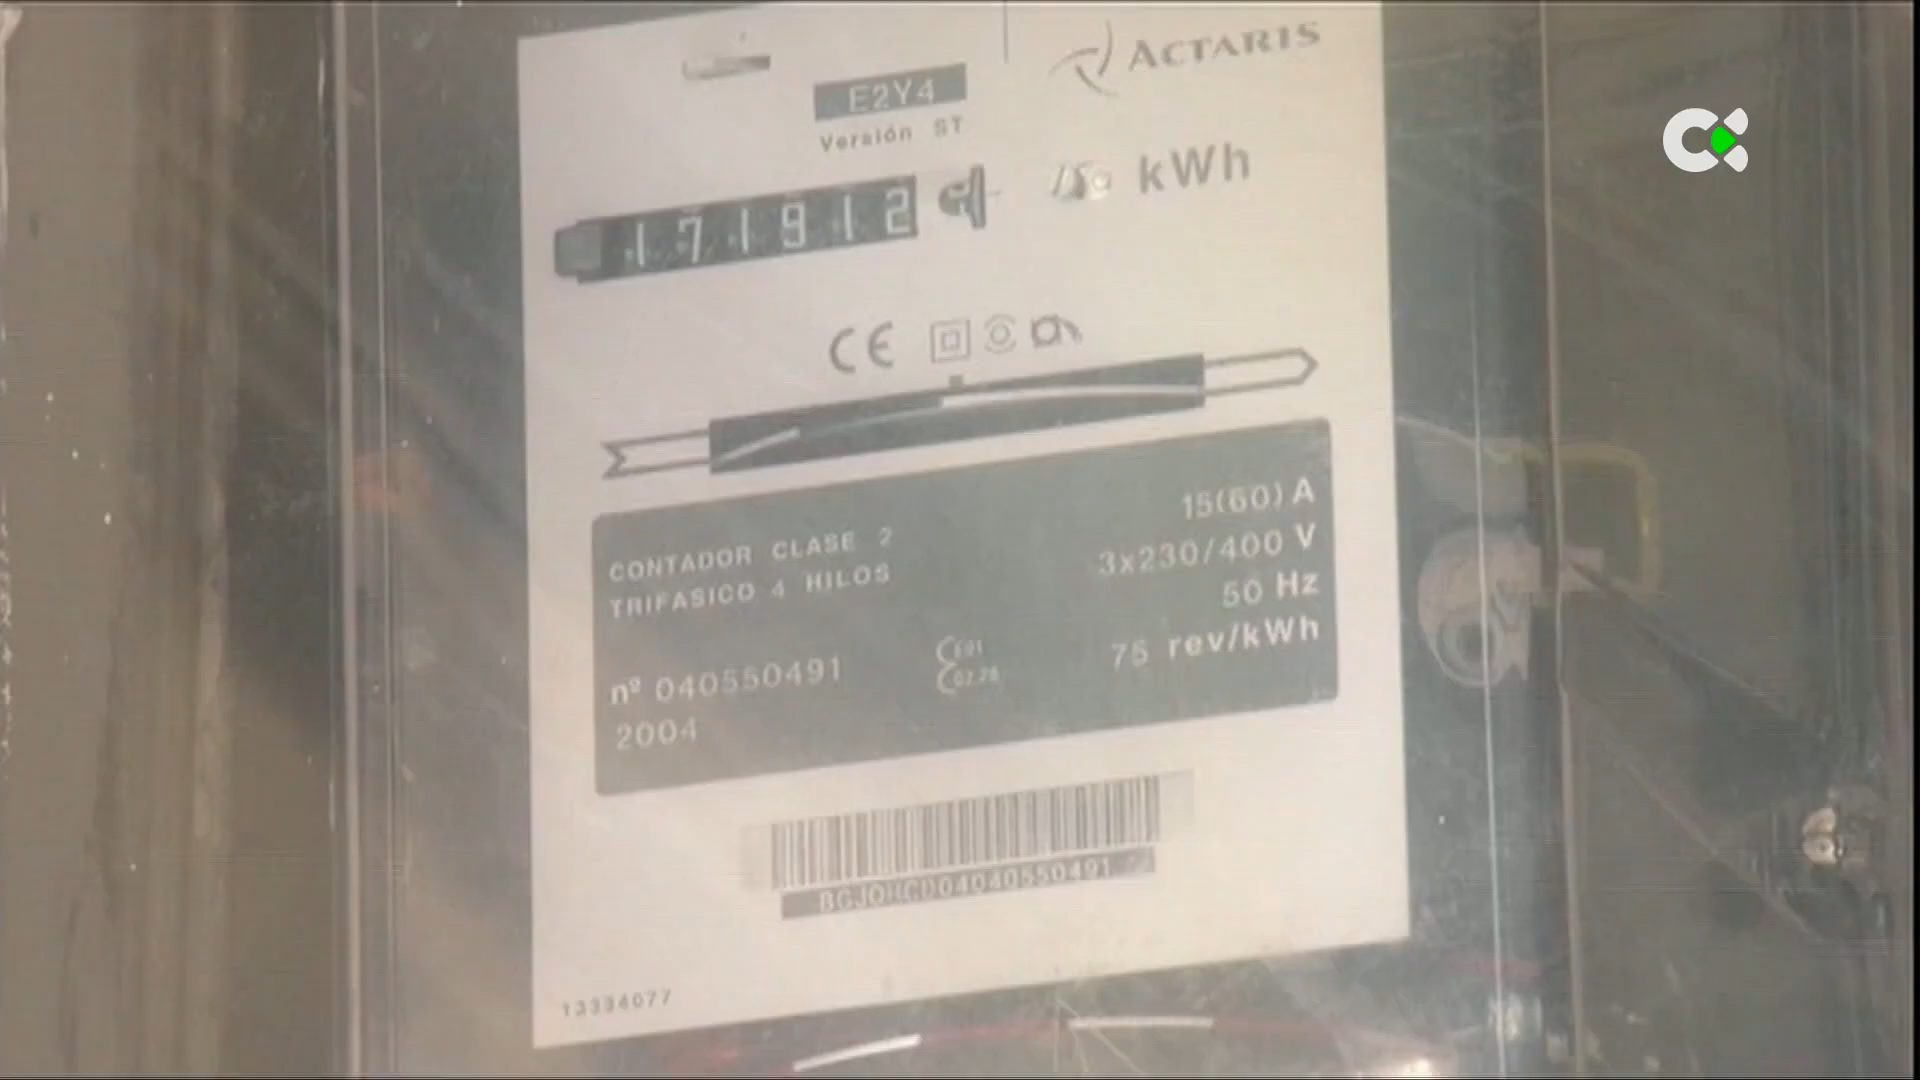 ACTARIS
E2Y4
Versión ST
171912
kWh
CE
CONTADOR CLASE 2
TRIFASICO 4 HILOS
15(60) A
3x230/400 V
50 Hz
75 rev/kWh
nº 040550491
2004
13394077